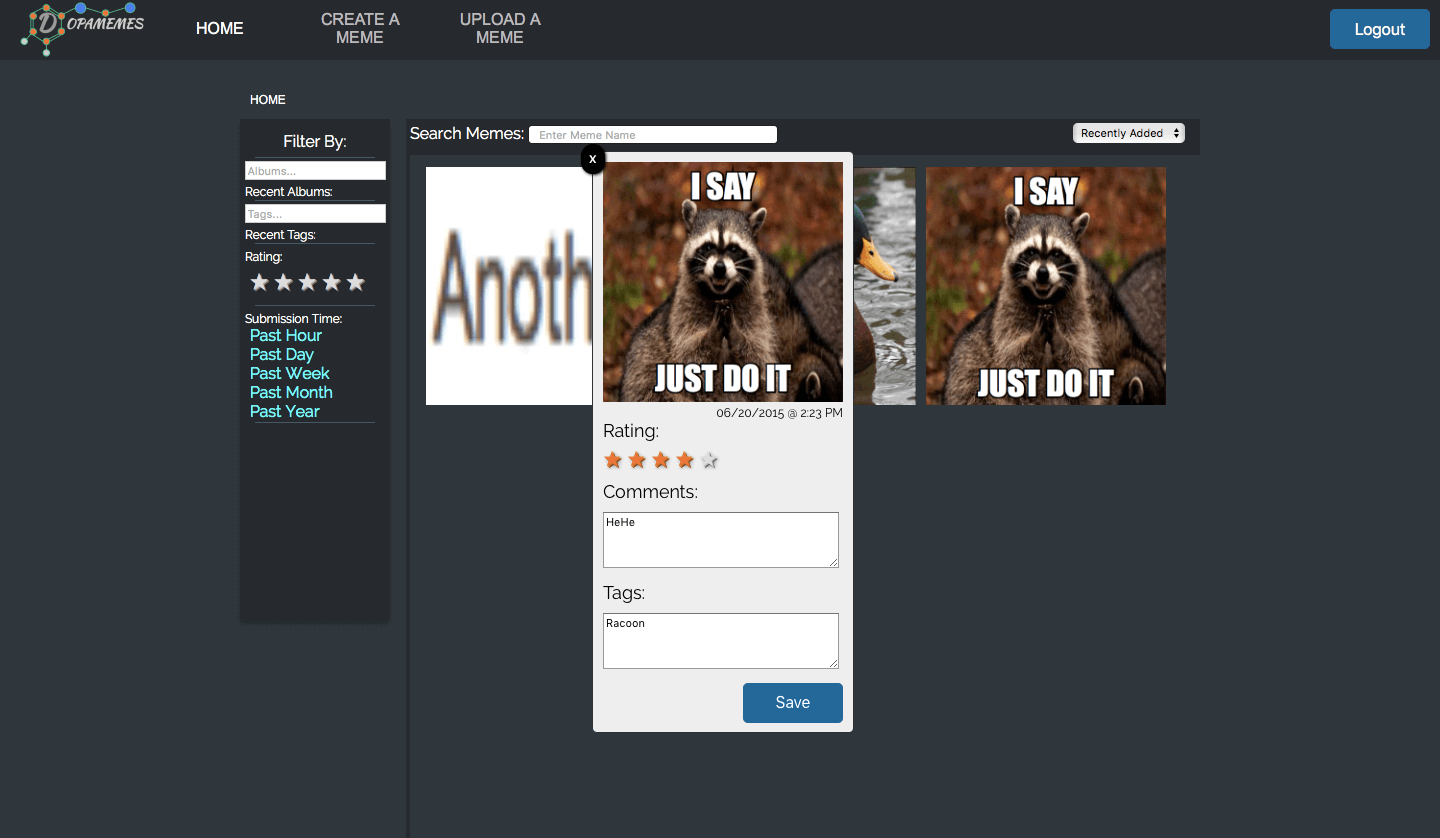 DOPAMEMES
HOME
CREATE A
MEME
UPLOAD A
MEME
Logout
HOME
Filter By:
Albums...
Recent Albums:
Tags...
Recent Tags:
Rating:
Submission Time:
Past Hour
Past Day
Past Week
Past Month
Past Year
Search Memes:
Enter Meme Name
Recently Added
Anoth
x
I SAY
JUST DO IT
06/20/2015 @ 2:23 PM
Rating:
Comments:
HeHe
Tags:
Racoon
Save
I SAY
JUST DO IT